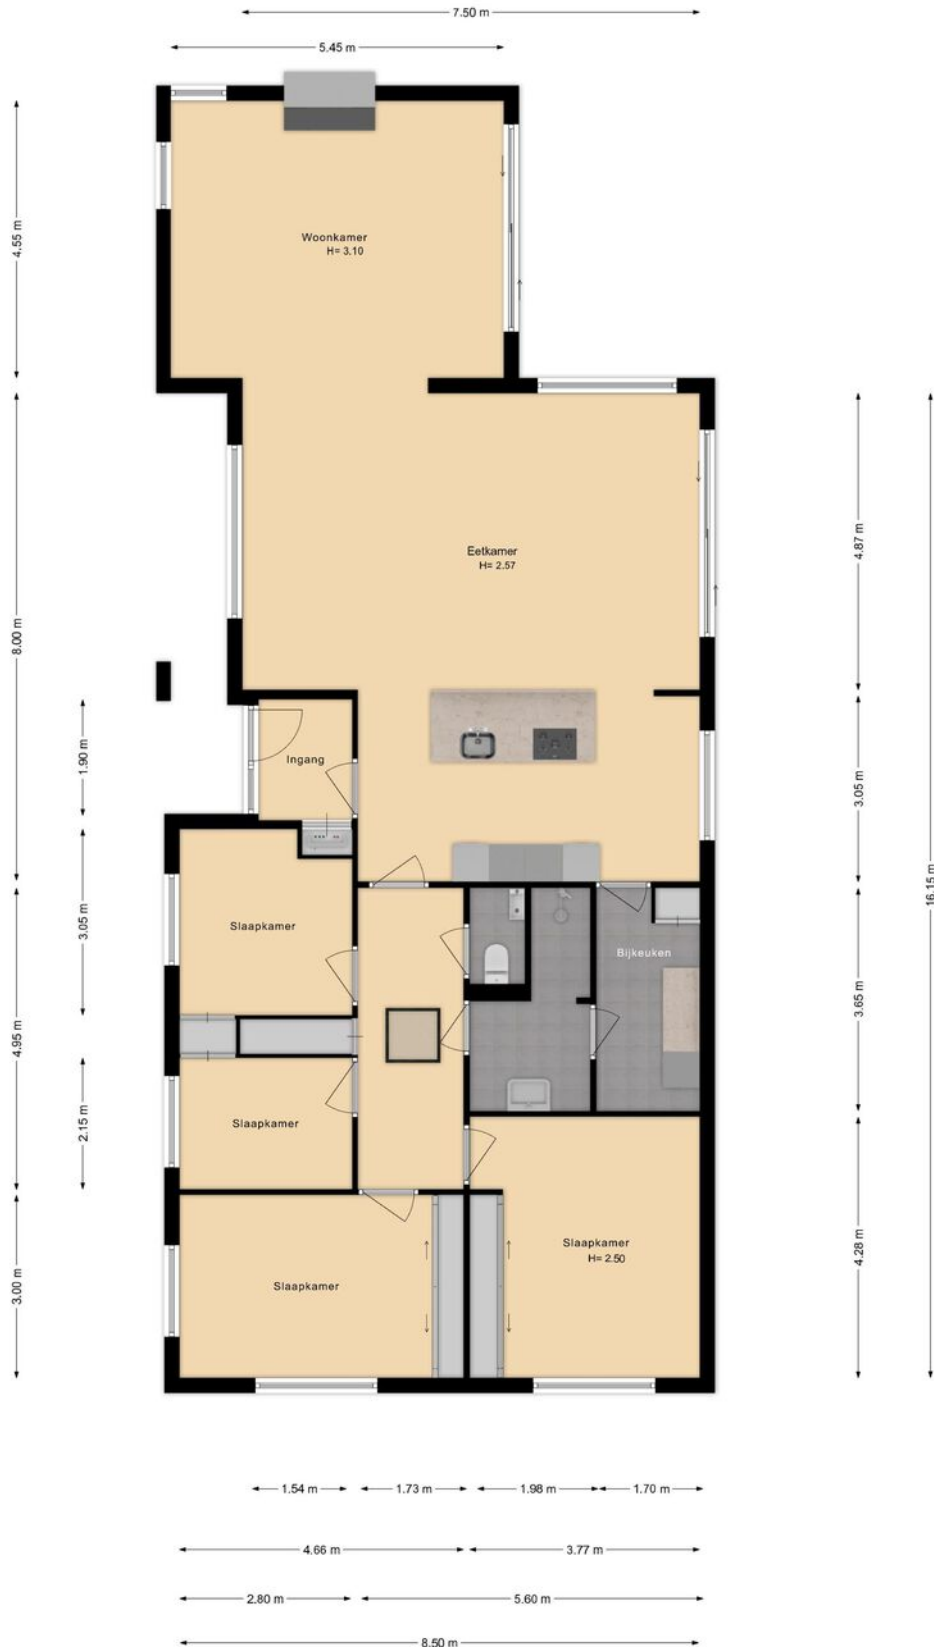 7.50 m
5.45 m
4.55 m
Woonkamer
H= 3.10
8.00 m
Eetkamer
H= 2.57
4.87 m
16.15 m
1.90 m
Ingang
3.05 m
3.05 m
Slaapkamer
Bijkeuken
3.65 m
4.95 m
2.15 m
Slaapkamer
3.00 m
Slaapkamer
Slaapkamer
H= 2.50
4.28 m
1.54 m
1.73 m
1.98 m
1.70 m
4.66 m
3.77 m
2.80 m
5.60 m
8.50 m